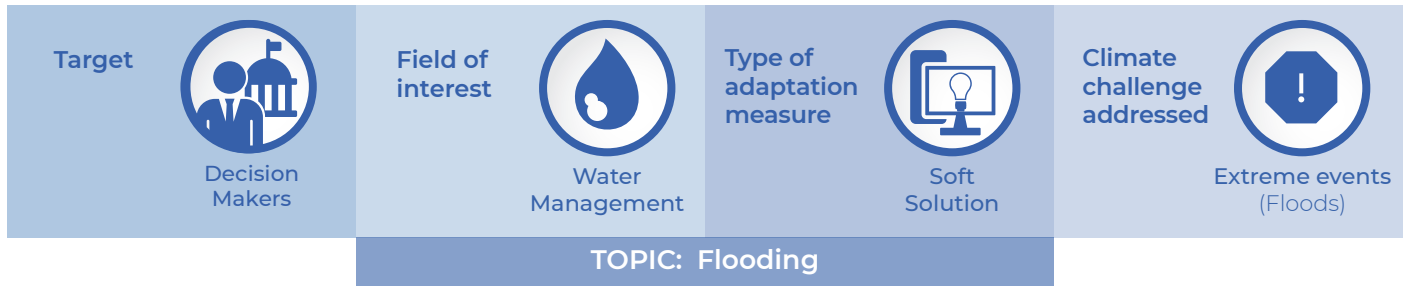 Target
Decision
Makers
Field of
interest
Water
Management
Type of
adaptation
measure
Soft
Solution
Climate
challenge
addressed
!
Extreme events
(Floods)
TOPIC: Flooding